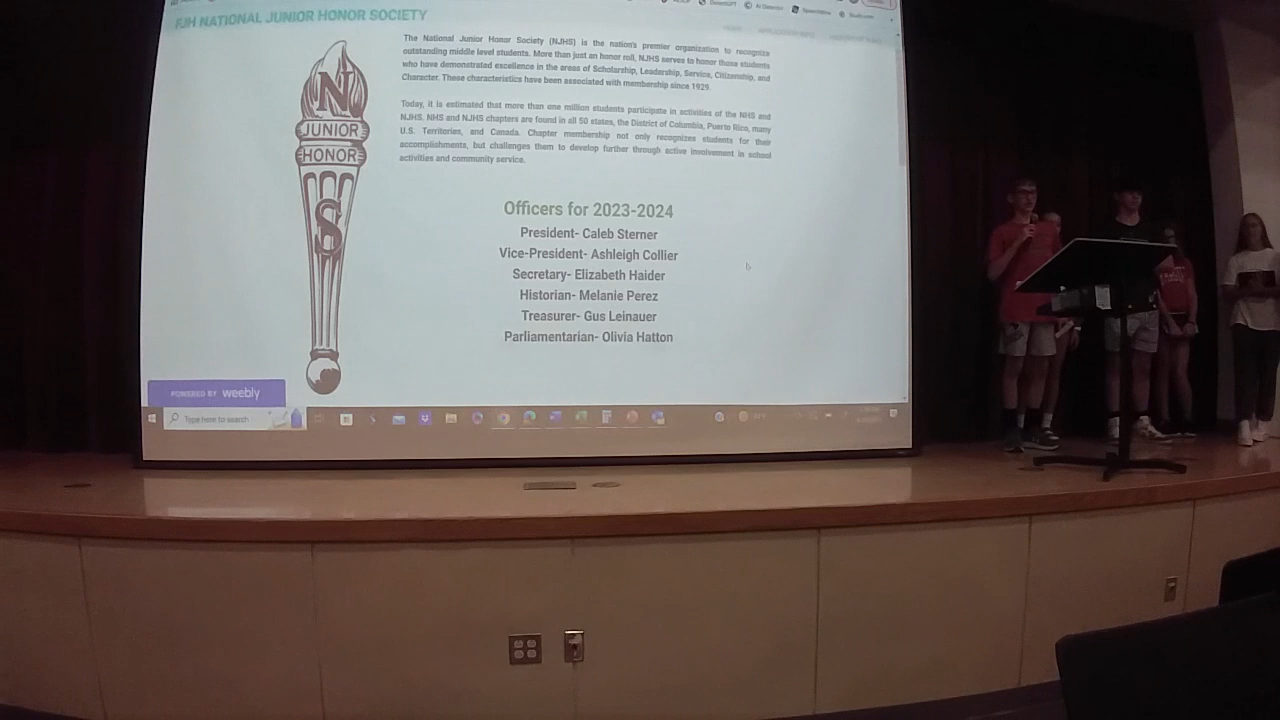 FJH NATIONAL JUNIOR HONOR SOCIETY
The National Junior Honor Society (NJHS) is the nation's premier organization to recognize
outstanding middle level students. More than just an honor roll, NJHS serves to honor those students
who have demonstrated excellence in the areas of Scholarship, Leadership, Service, Citizenship, and
Character. These characteristics have been associated with membership since 1929.
Today, it is estimated that more than one million students participate in activities of the NHS and
NJHS. NHS and NJHS chapters are found in all 50 states, the District of Columbia, Puerto Rico, many
U.S. Territories, and Canada. Chapter membership not only recognizes students for their
accomplishments, but challenges them to develop further through active involvement in school
activities and community service.
N
JUNIOR
HONOR
S
Officers for 2023-2024
President- Caleb Sterner
Vice-President- Ashleigh Collier
Secretary- Elizabeth Haider
Historian- Melanie Perez
Treasurer- Gus Leinauer
Parliamentarian- Olivia Hatton
POWERED BY weebly
Type here to search